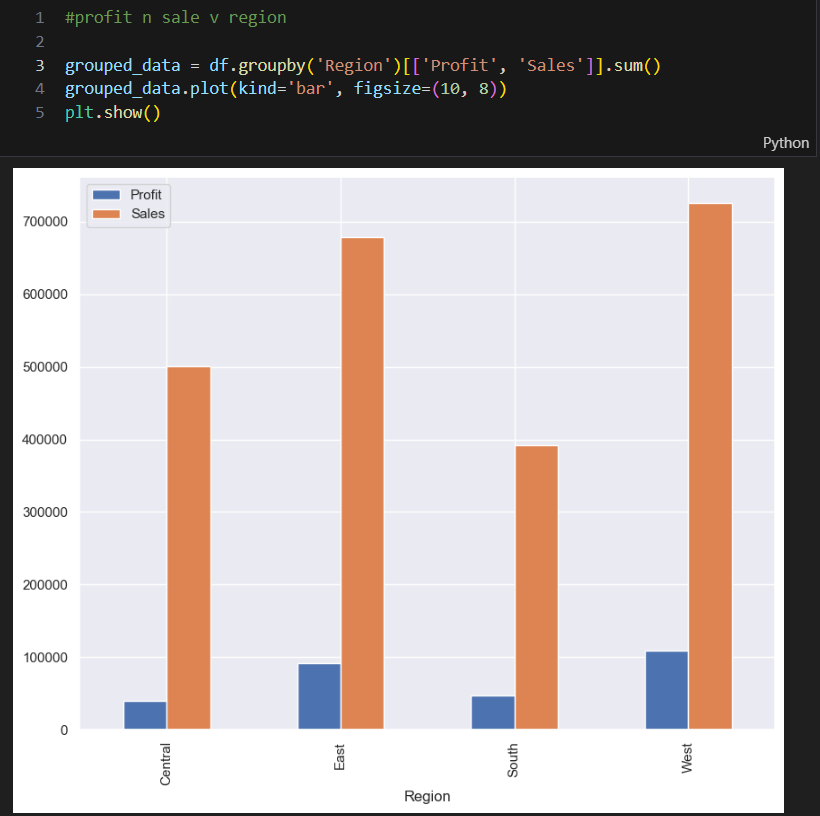 1 #profit n sale v region
2
3 grouped_data = df.groupby('Region')[['Profit', 'Sales']].sum()
4 grouped_data.plot(kind='bar', figsize=(10, 8))
5 plt.show()
Python
Profit
Sales
700000
600000
500000
400000
300000
200000
100000
0
Central East South West
Region